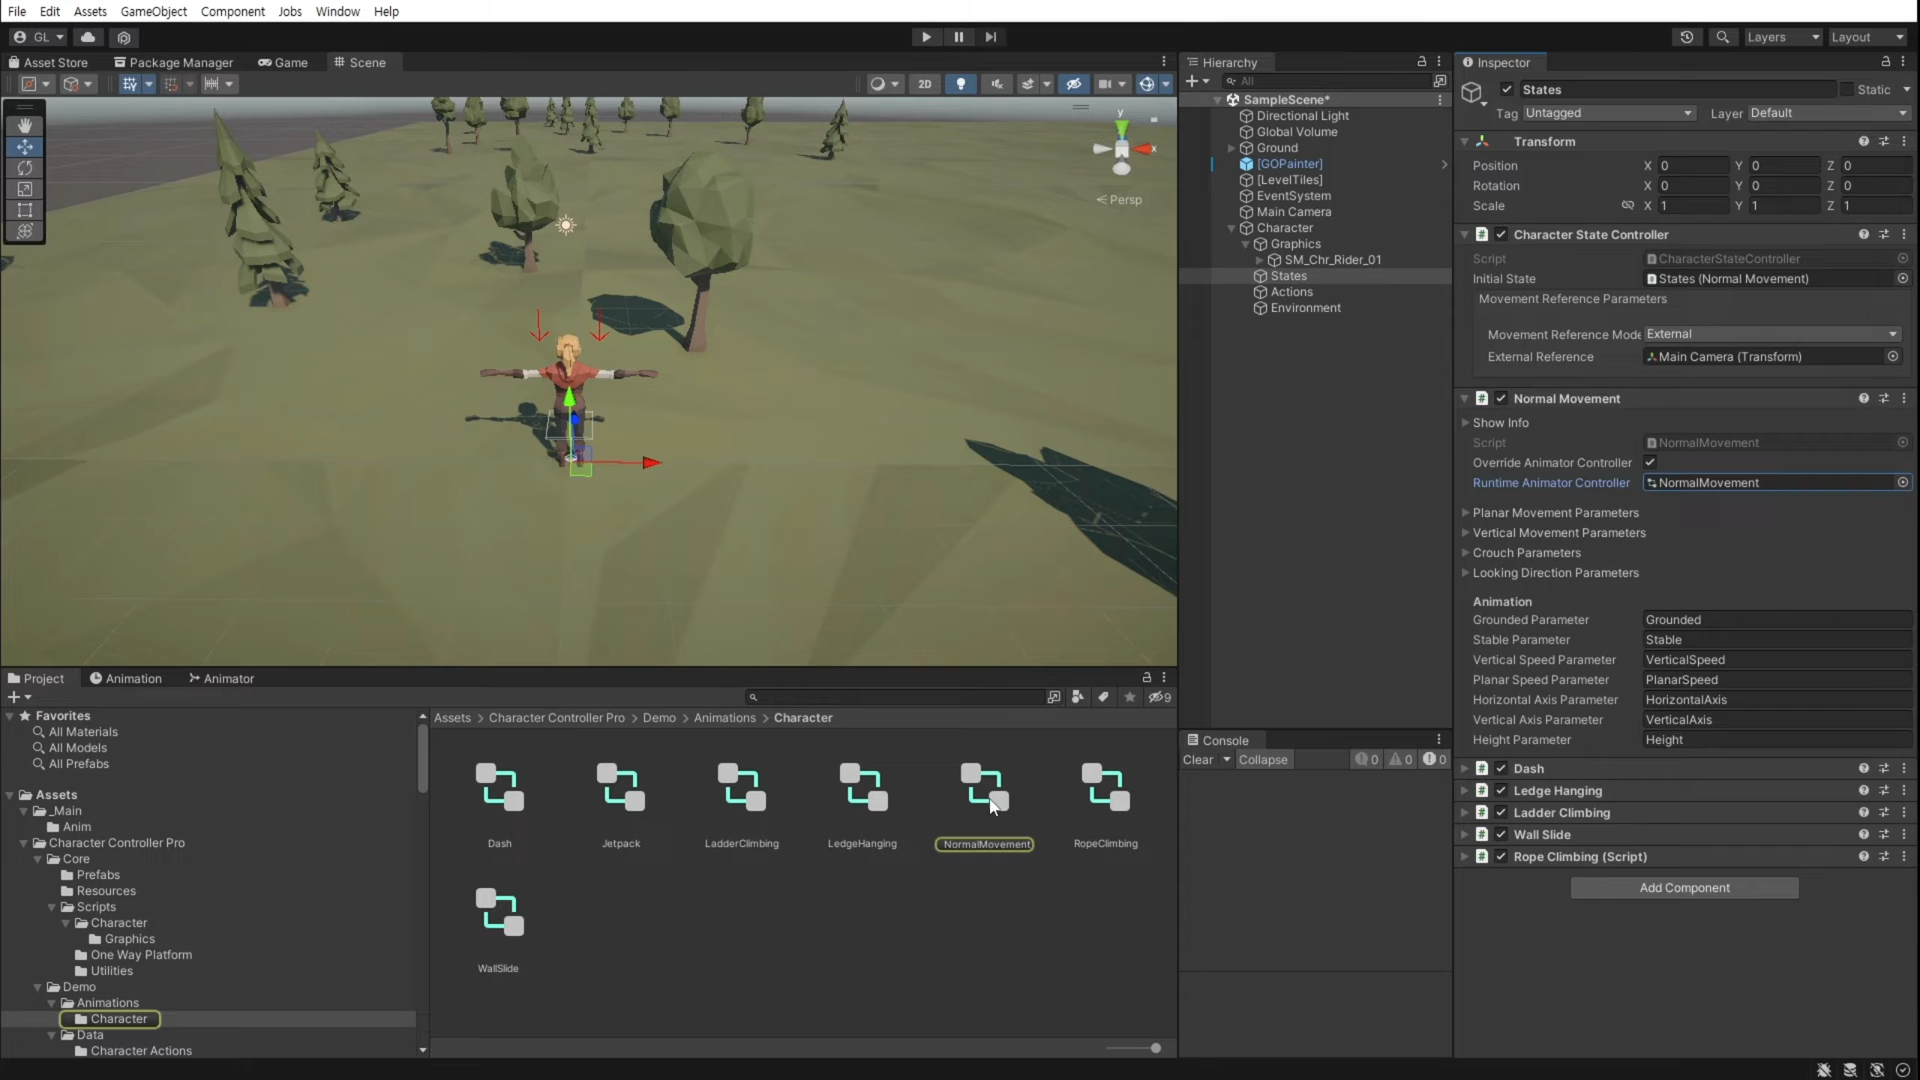 File Edit Assets GameObject Component Jobs Window Help
GL
Layers Layout
Asset Store Package Manager Game Scene
2D
y
x
Persp
Hierarchy
All
SampleScene*
Directional Light
Global Volume
Ground
[GOPainter]
[LevelTiles]
EventSystem
Main Camera
Character
Graphics
SM_Chr_Rider_01
States
Actions
Environment
Inspector
States Static
Tag Untagged Layer Default
Transform
Position X 0 Y 0 Z 0
Rotation X 0 Y 0 Z 0
Scale X 1 Y 1 Z 1
# Character State Controller
Script CharacterStateController
Initial State States (Normal Movement)
Movement Reference Parameters
Movement Reference Mode External
External Reference Main Camera (Transform)
# Normal Movement
Show Info
Script NormalMovement
Override Animator Controller
Runtime Animator Controller NormalMovement
Planar Movement Parameters
Vertical Movement Parameters
Crouch Parameters
Looking Direction Parameters
Animation
Grounded Parameter Grounded
Stable Parameter Stable
Vertical Speed Parameter VerticalSpeed
Planar Speed Parameter PlanarSpeed
Horizontal Axis Parameter HorizontalAxis
Vertical Axis Parameter VerticalAxis
Height Parameter Height
# Dash
# Ledge Hanging
# Ladder Climbing
# Wall Slide
# Rope Climbing (Script)
Add Component
Project Animation Animator
9
Favorites
All Materials
All Models
All Prefabs
Assets
_Main
Anim
Character Controller Pro
Core
Prefabs
Resources
Scripts
Character
Graphics
One Way Platform
Utilities
Demo
Animations
Character
Data
Character Actions
Assets > Character Controller Pro > Demo > Animations > Character
Dash Jetpack LadderClimbing LedgeHanging NormalMovement RopeClimbing
WallSlide
Console
Clear Collapse 0 0 0